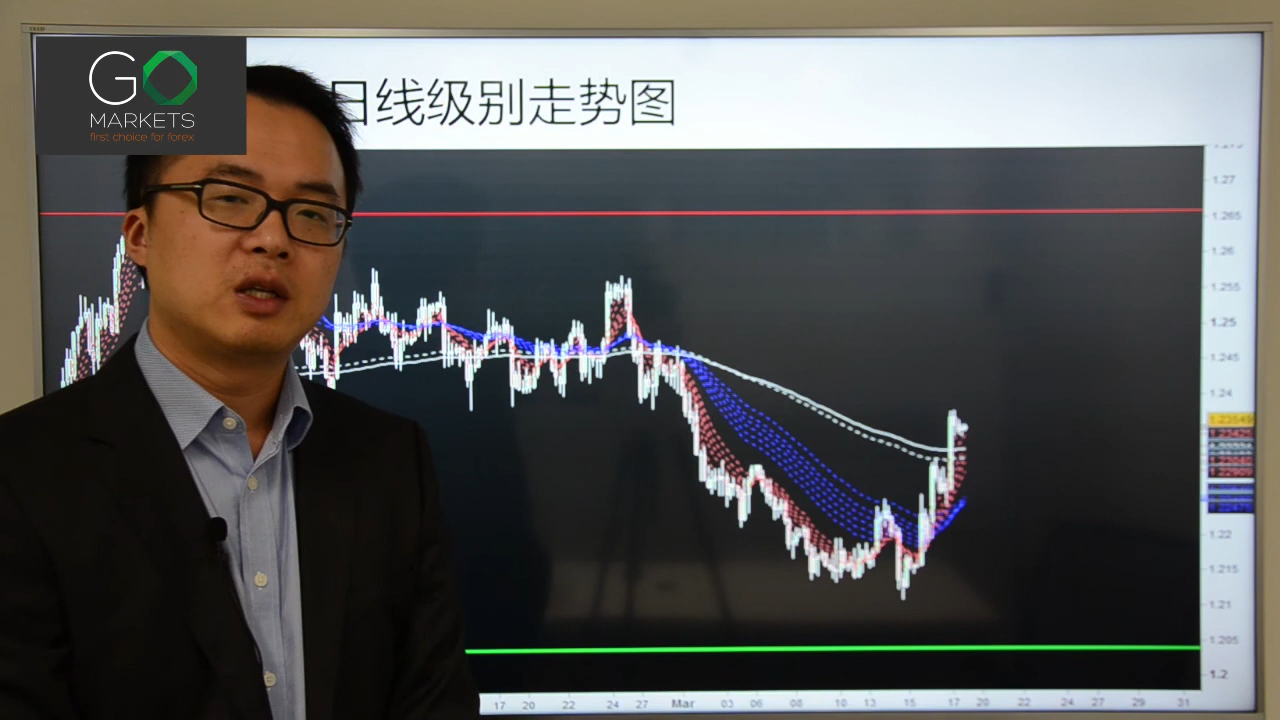 GO
MARKETS
first choice for forex
日线级别走势图
1.275
1.27
1.265
1.26
1.255
1.25
1.245
1.24
1.22
1.215
1.21
1.205
1.2
17 20 22 24 27 Mar 03 06 08 10 13 15 17 20 22 24 27 29 31